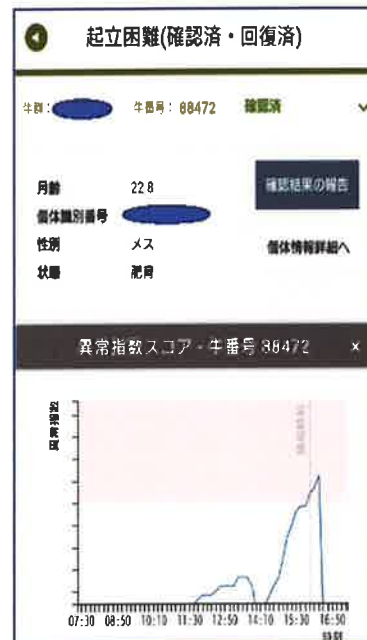 起立困難(確認済・回復済)
牛群: 牛番号: 88472 確認済
月齢 22.8
確認結果の報告
個体識別番号
性別 メス
個体情報詳細へ
状態 肥育
異常指数スコア - 牛番号 88472 ×
異常指数
07:30 08:50 10:10 11:30 12:50 14:10 15:30 16:50
時刻